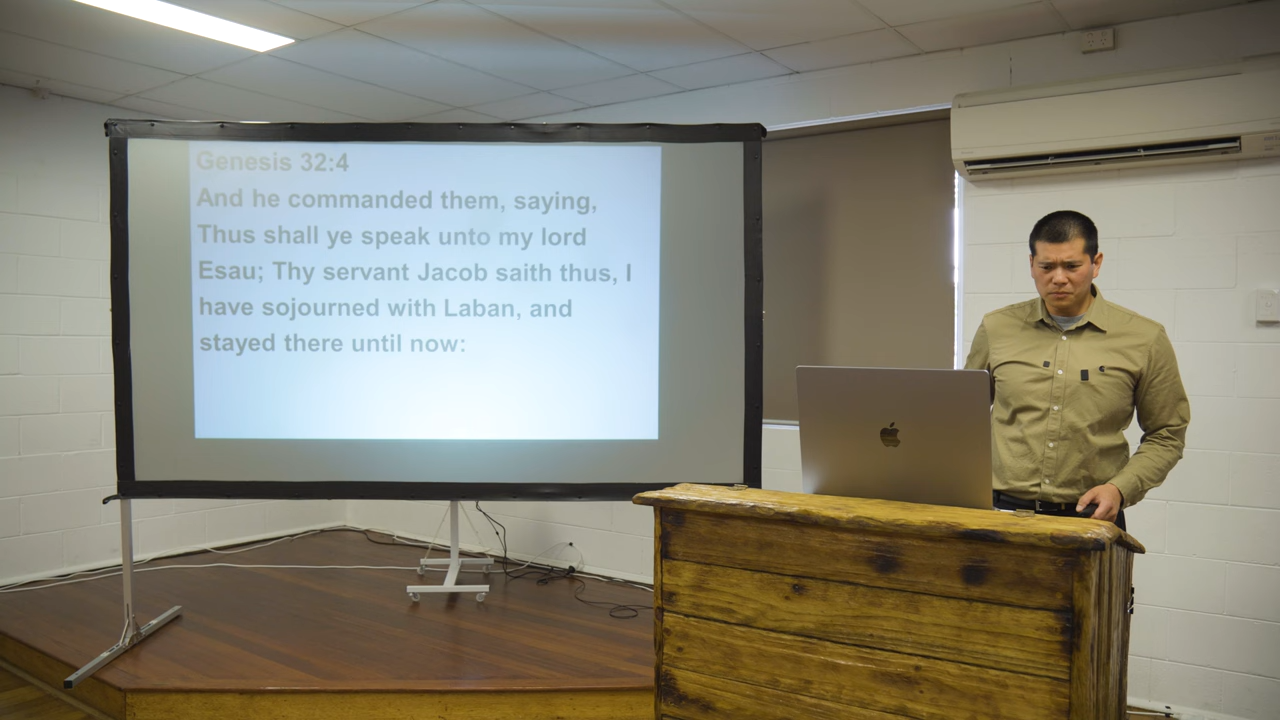 Genesis 32:4
And he commanded them, saying,
Thus shall ye speak unto my lord
Esau; Thy servant Jacob saith thus, I
have sojourned with Laban, and
stayed there until now: